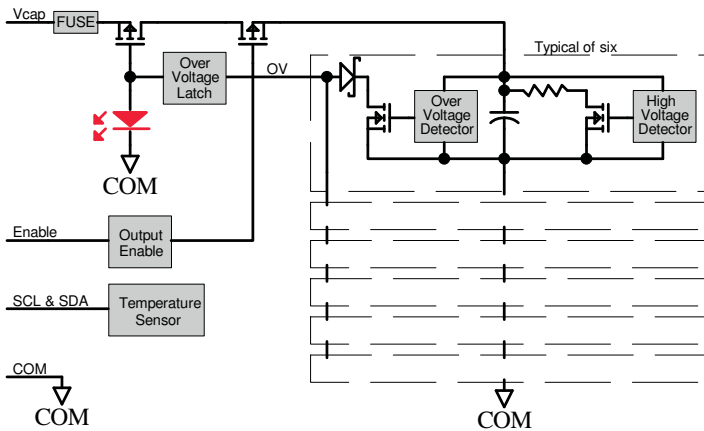 Vcap
FUSE
Typical of six
Over
Voltage
Latch
OV
Over
Voltage
Detector
High
Voltage
Detector
COM
Enable
Output
Enable
SCL & SDA
Temperature
Sensor
COM
COM
COM